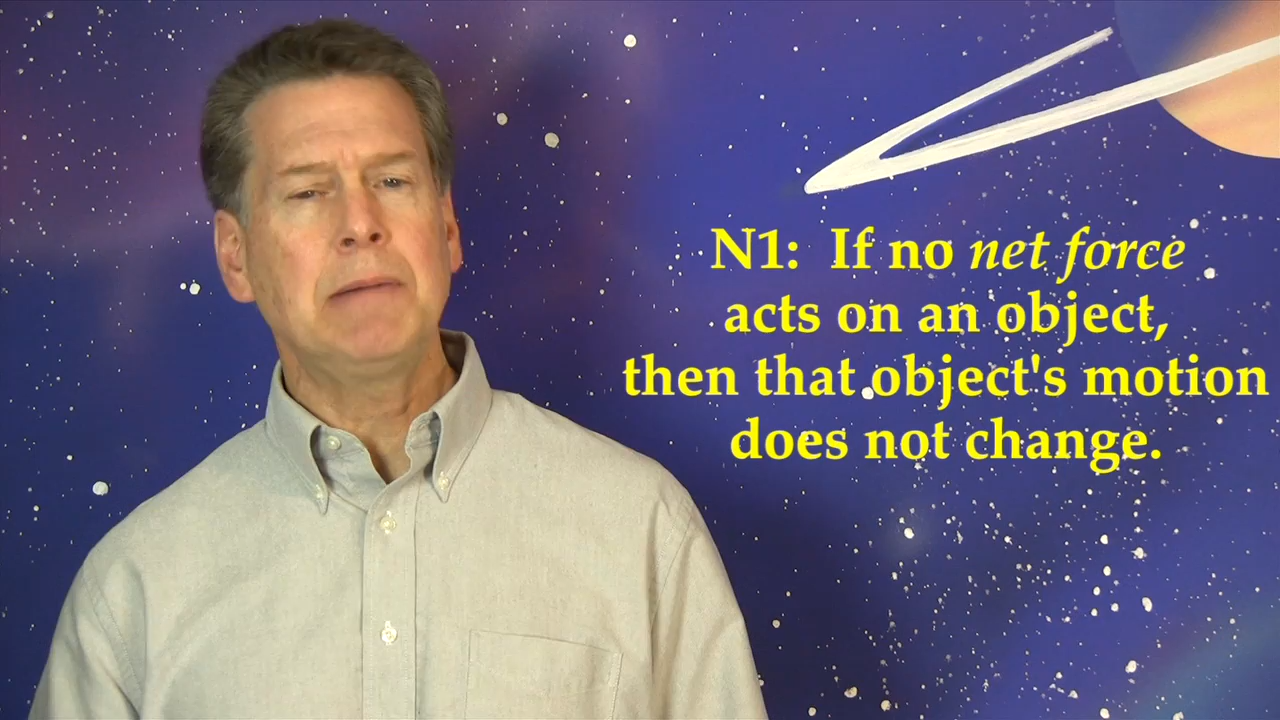 N1: If no net force
acts on an object,
then that object's motion
does not change.